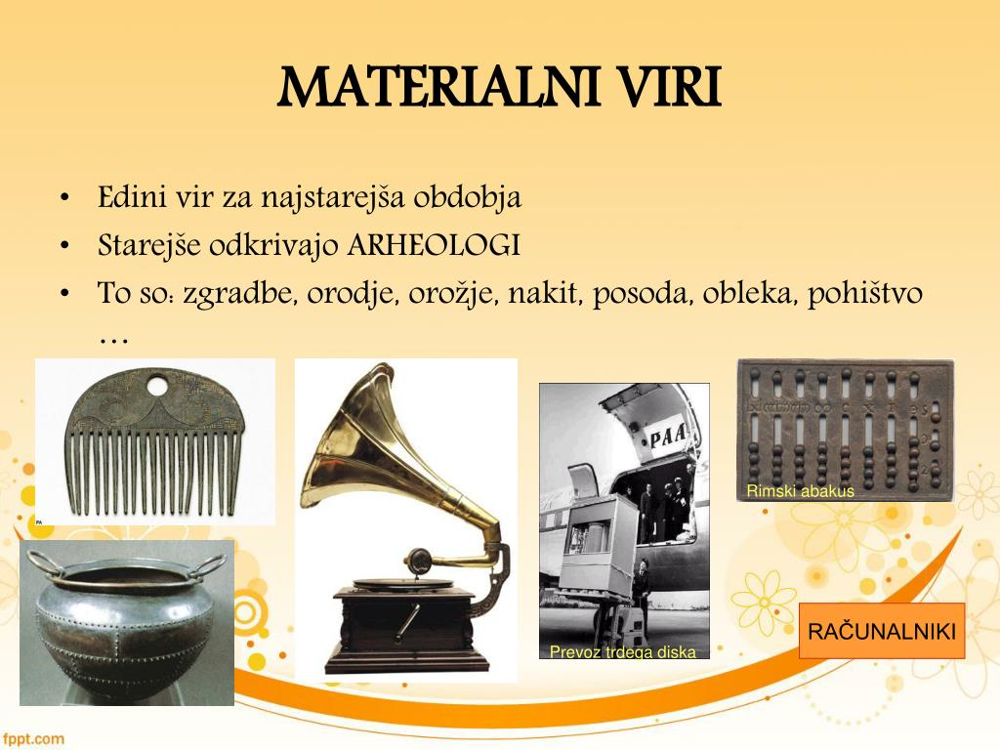 MATERIALNI VIRI
• Edini vir za najstarejša obdobja
• Starejše odkrivajo ARHEOLOGI
• To so: zgradbe, orodje, orožje, nakit, posoda, obleka, pohištvo
…
PAA
Rimski abakus
PA
RAČUNALNIKI
Prevoz trdega diska
fppt.com